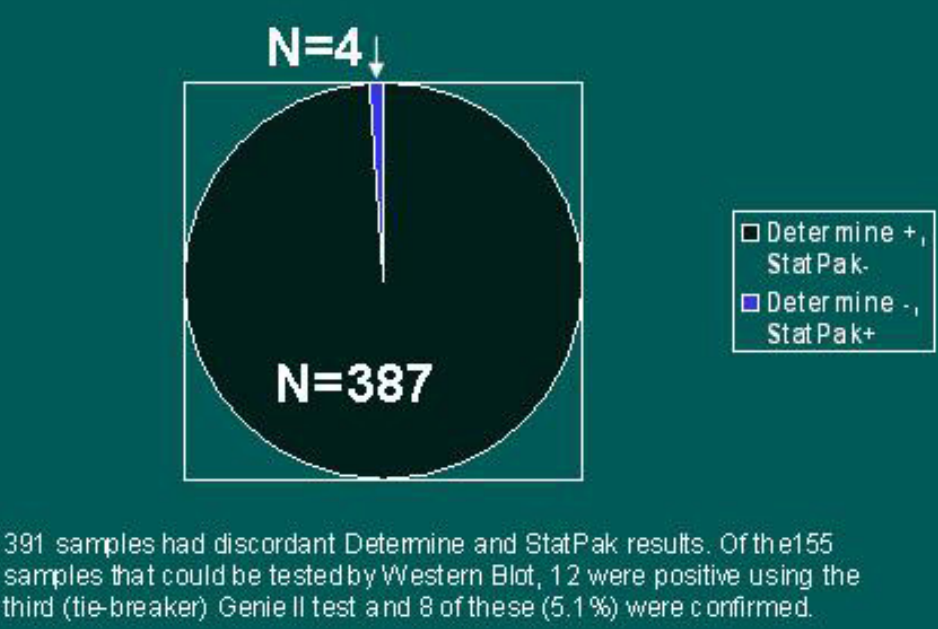 N=4
N=387
Determine +,
StatPak-
Determine -,
StatPak+
391 samples had discordant Determine and StatPak results. Of the155
samples that could be tested by Western Blot, 12 were positive using the
third (tie-breaker) Genie II test and 8 of these (5.1%) were confirmed.